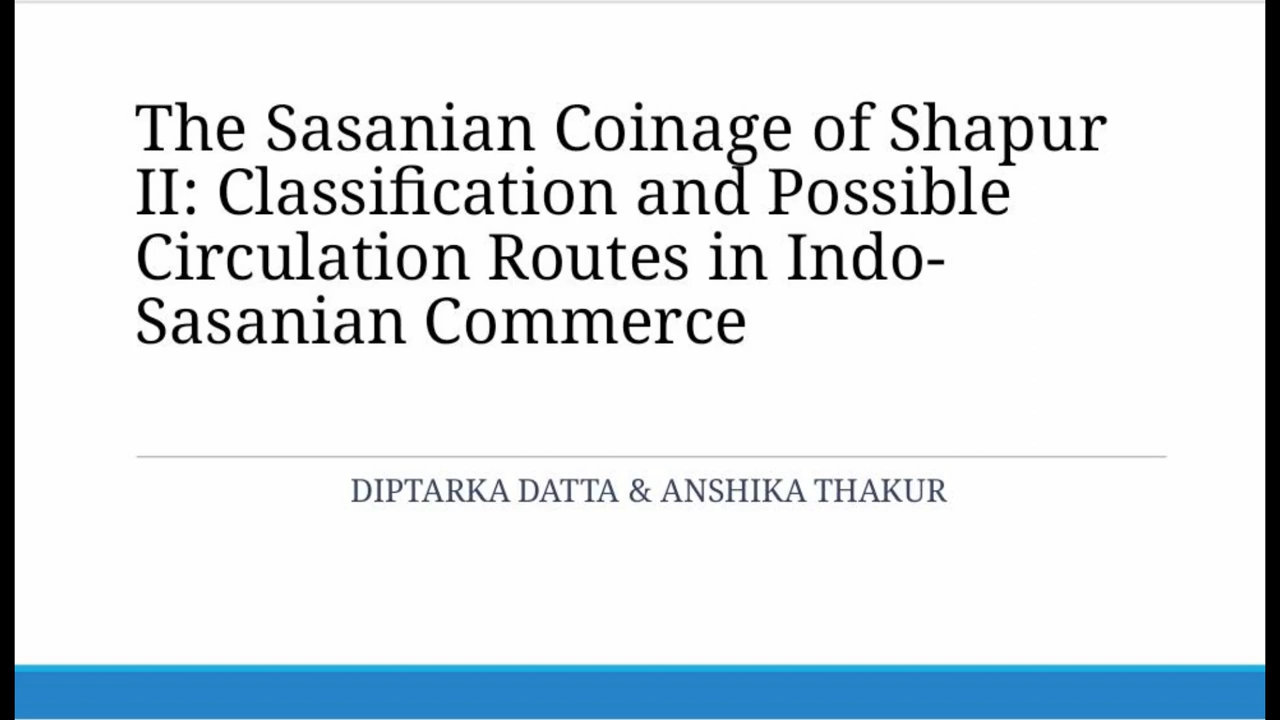 The Sasanian Coinage of Shapur
II: Classification and Possible
Circulation Routes in Indo-
Sasanian Commerce
DIPTARKA DATTA & ANSHIKA THAKUR